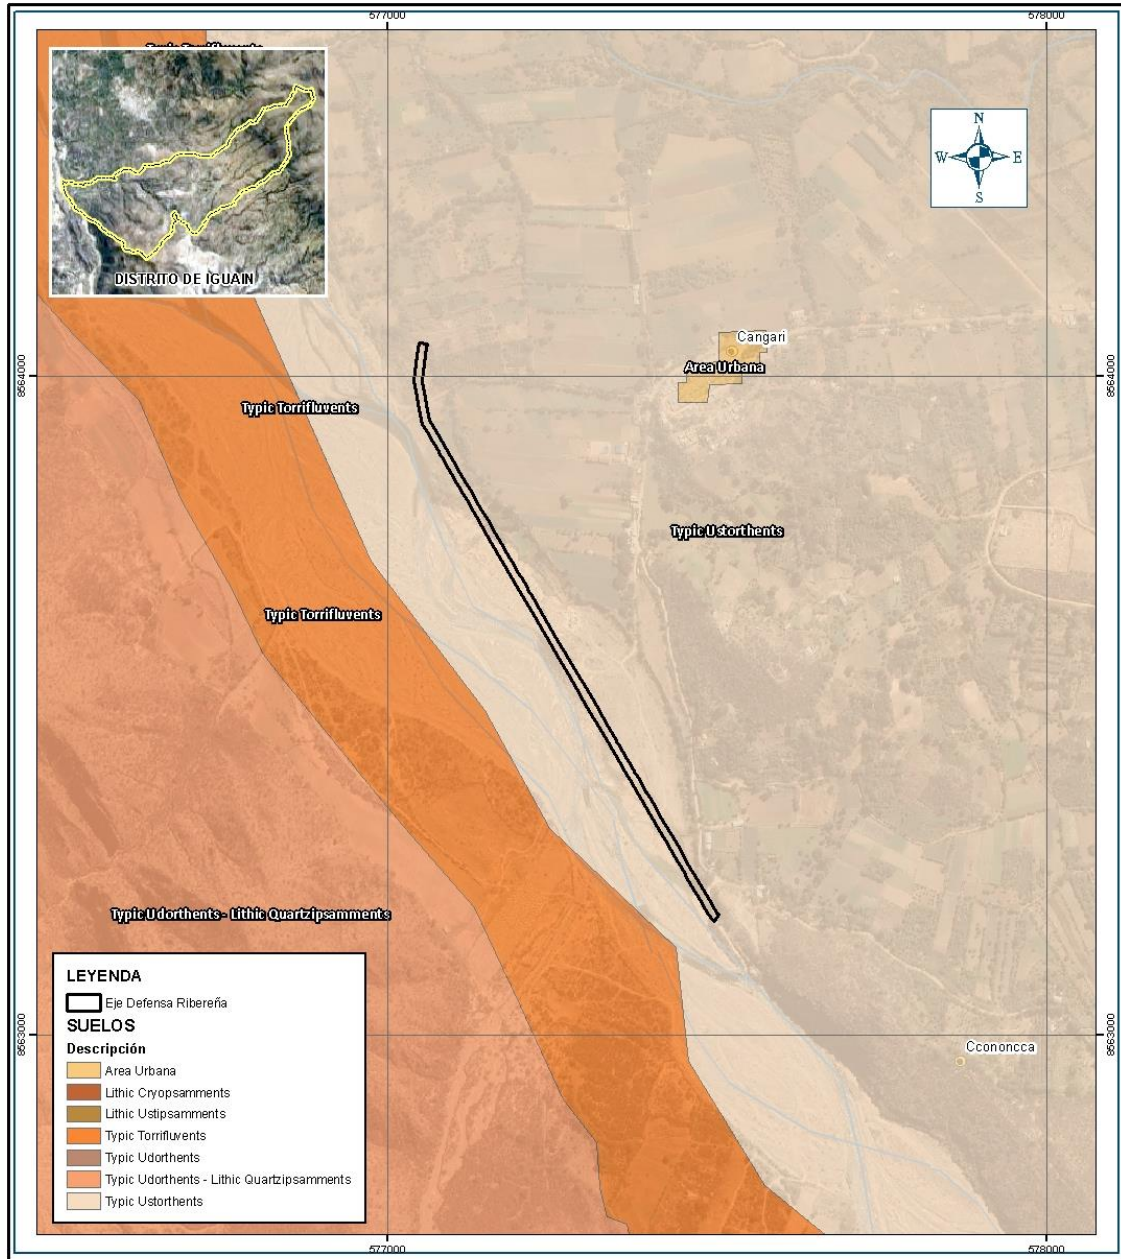 577000
578000
Typic Torrifluvents
N
W
E
S
DISTRITO DE IGUAIN
Cangari
Area Urbana
8564000
8564000
Typic Torrifluvents
Typic Ustorthents
Typic Torrifluvents
Typic Udorthents - Lithic Quartzipsamments
LEYENDA
Eje Defensa Ribereña
SUELOS
Descripción
Area Urbana
Lithic Cryopsamments
Lithic Ustipsamments
Typic Torrifluvents
Typic Udorthents
Typic Udorthents - Lithic Quartzipsamments
Typic Ustorthents
8563000
8563000
Ccononcca
577000
578000